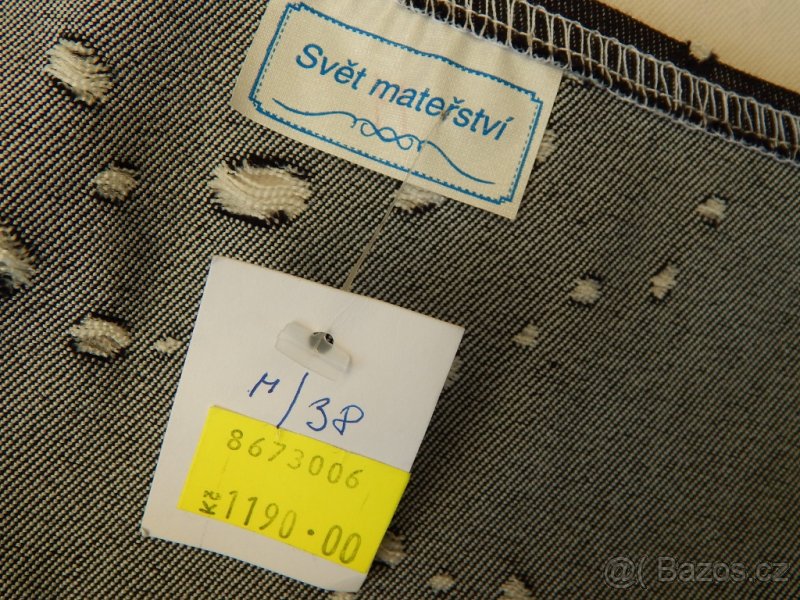 Svět mateřství
M/38
8673006
Kč 1190.00
@( Bazos.cz